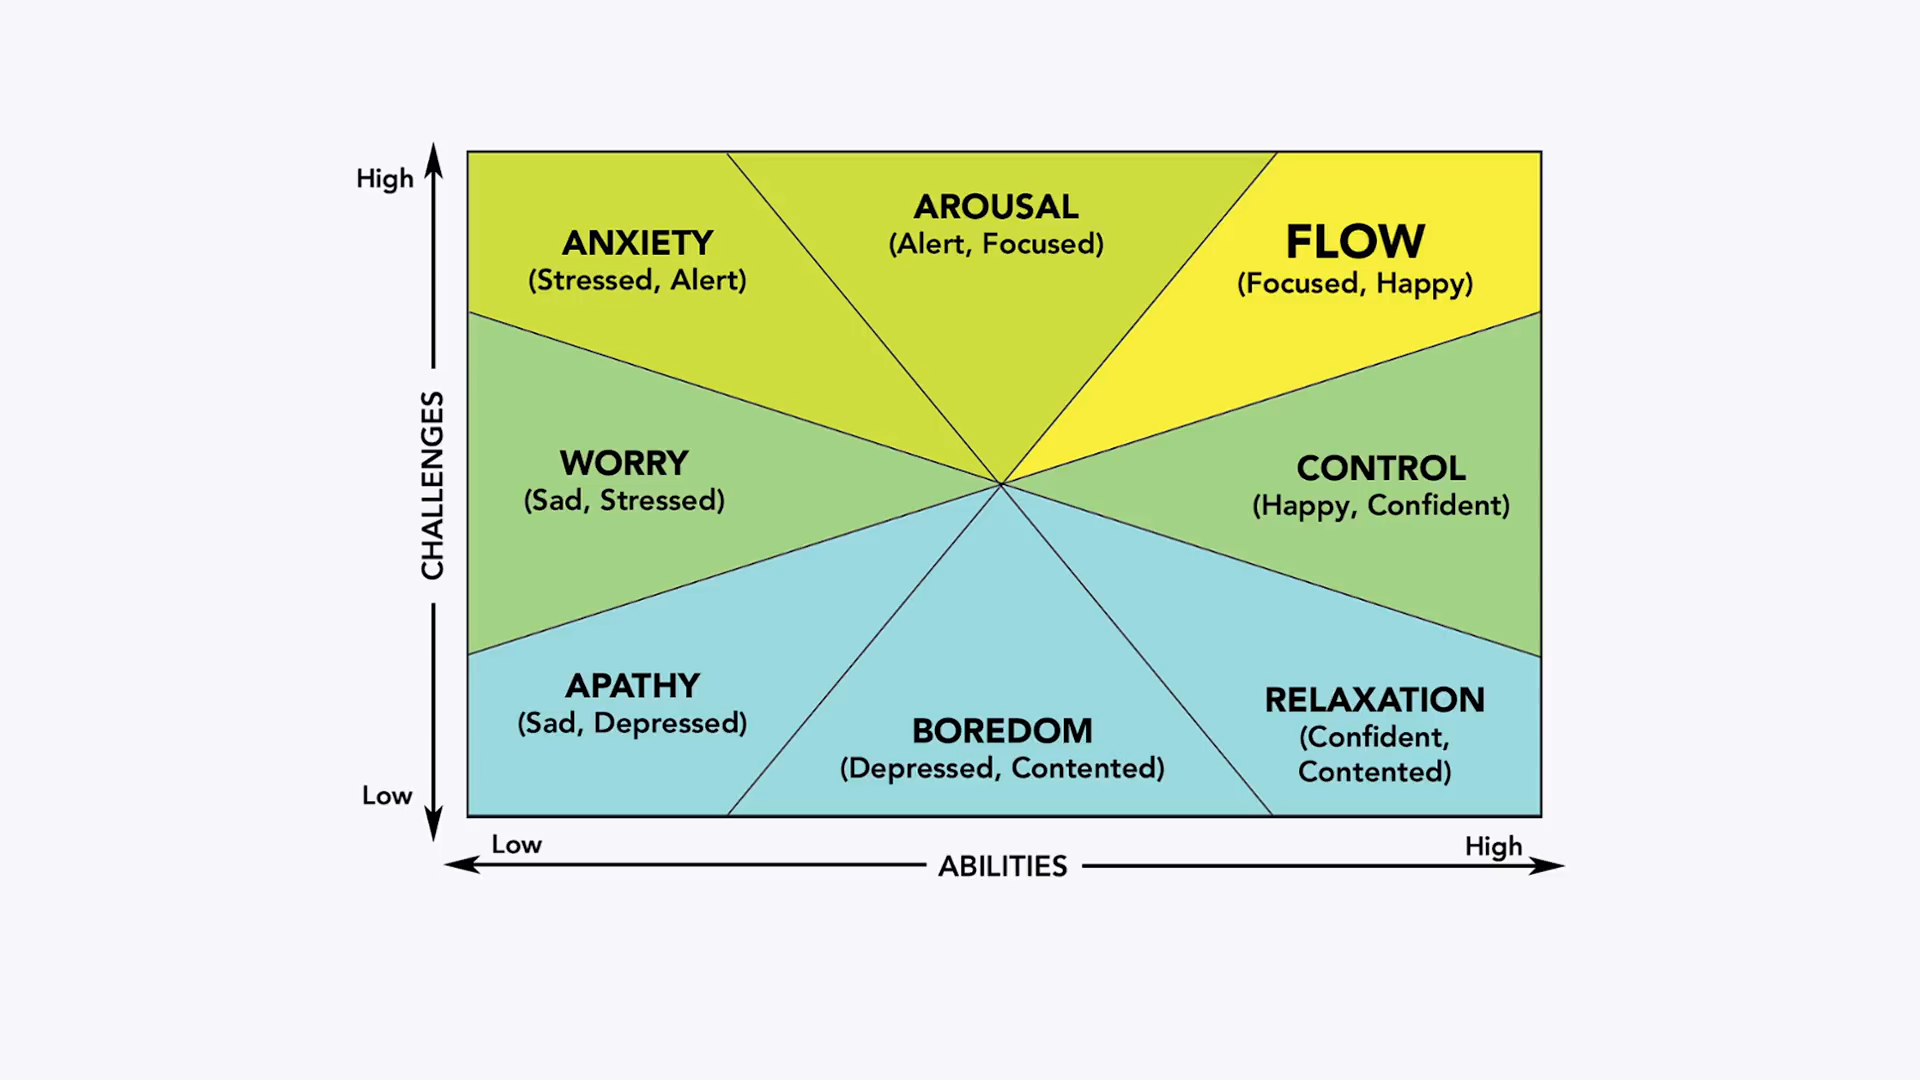 High
CHALLENGES
Low
ANXIETY
(Stressed, Alert)
AROUSAL
(Alert, Focused)
FLOW
(Focused, Happy)
WORRY
(Sad, Stressed)
CONTROL
(Happy, Confident)
APATHY
(Sad, Depressed)
BOREDOM
(Depressed, Contented)
RELAXATION
(Confident,
Contented)
Low
ABILITIES
High